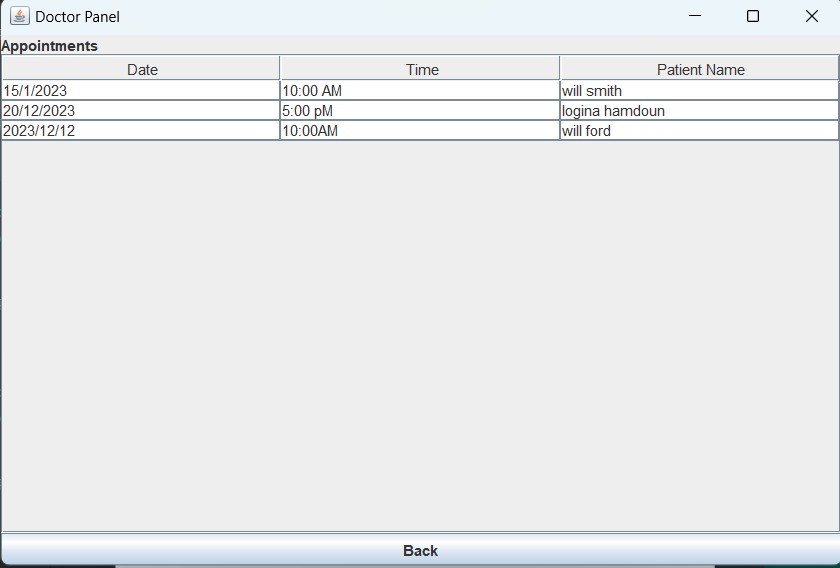 Doctor Panel
Appointments
Date Time Patient Name
15/1/2023 10:00 AM will smith
20/12/2023 5:00 pM logina hamdoun
2023/12/12 10:00AM will ford
Back